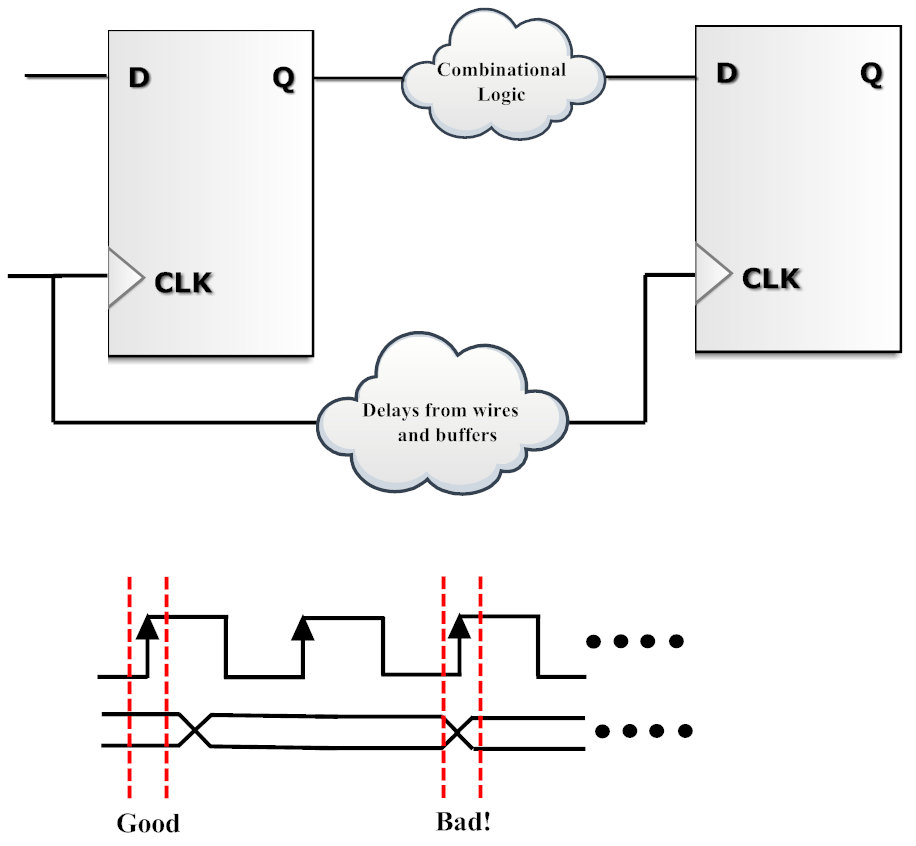 D
Q
Combinational
Logic
D
Q
CLK
CLK
Delays from wires
and buffers
Good
Bad!